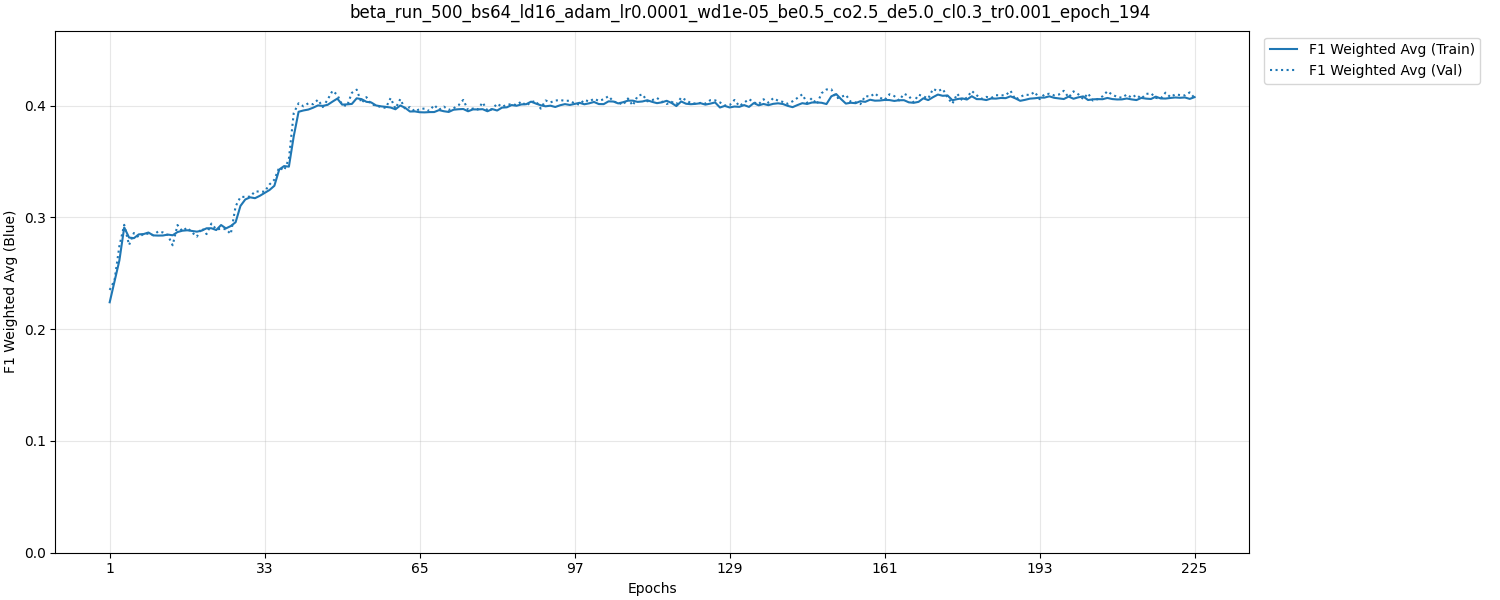 beta_run_500_bs64_ld16_adam_lr0.0001_wd1e-05_be0.5_co2.5_de5.0_cl0.3_tr0.001_epoch_194
F1 Weighted Avg (Train)
F1 Weighted Avg (Val)
F1 Weighted Avg (Blue)
0.4
0.3
0.2
0.1
0.0
1 33 65 97 129 161 193 225
Epochs